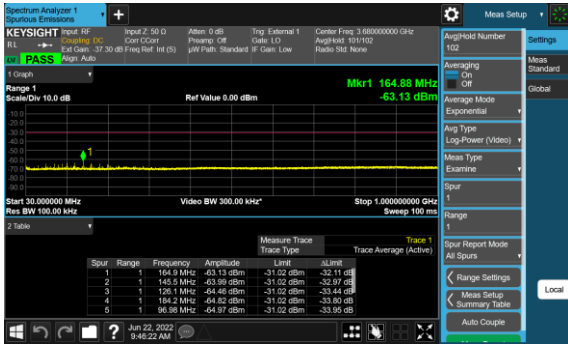 Spectrum Analyzer 1
Spurious Emissions
Meas Setup
KEYSIGHT
RL
PASS
Input: RF
Coupling: DC
Ext Gain: -37.30 dB
Align: Auto
Input Z: 50 Ω
Corr CCorr
Freq Ref: Int (S)
Atten: 0 dB
Preamp: Off
µW Path: Standard
Trig: External 1
Gate: LO
IF Gain: Low
Center Freq: 3.680000000 GHz
Avg|Hold: 101/102
Radio Std: None
1 Graph
Range 1
Scale/Div 10.0 dB
Ref Value 0.00 dBm
Mkr1 164.88 MHz
-63.13 dBm
-10.0
-20.0
-30.0
-40.0
-50.0
-60.0
-70.0
-80.0
-90.0
1
Start 30.000000 MHz
Res BW 100.00 kHz
Video BW 300.00 kHz*
Stop 1.000000000 GHz
Sweep 100 ms
2 Table
Measure Trace Trace 1
Trace Type Trace Average (Active)
Spur Range Frequency Amplitude Limit ΔLimit
1 1 164.9 MHz -63.13 dBm -31.02 dBm -32.11 dB
2 1 145.5 MHz -63.99 dBm -31.02 dBm -32.97 dB
3 1 126.1 MHz -64.46 dBm -31.02 dBm -33.44 dB
4 1 184.2 MHz -64.82 dBm -31.02 dBm -33.80 dB
5 1 96.98 MHz -64.97 dBm -31.02 dBm -33.95 dB
Jun 22, 2022
9:46:22 AM
Avg|Hold Number
102
Averaging
On
Off
Average Mode
Exponential
Avg Type
Log-Power (Video)
Meas Type
Examine
Spur
1
Range
1
Spur Report Mode
All Spurs
Range Settings
Meas Setup
Summary Table
Auto Couple
Settings
Meas
Standard
Global
Local